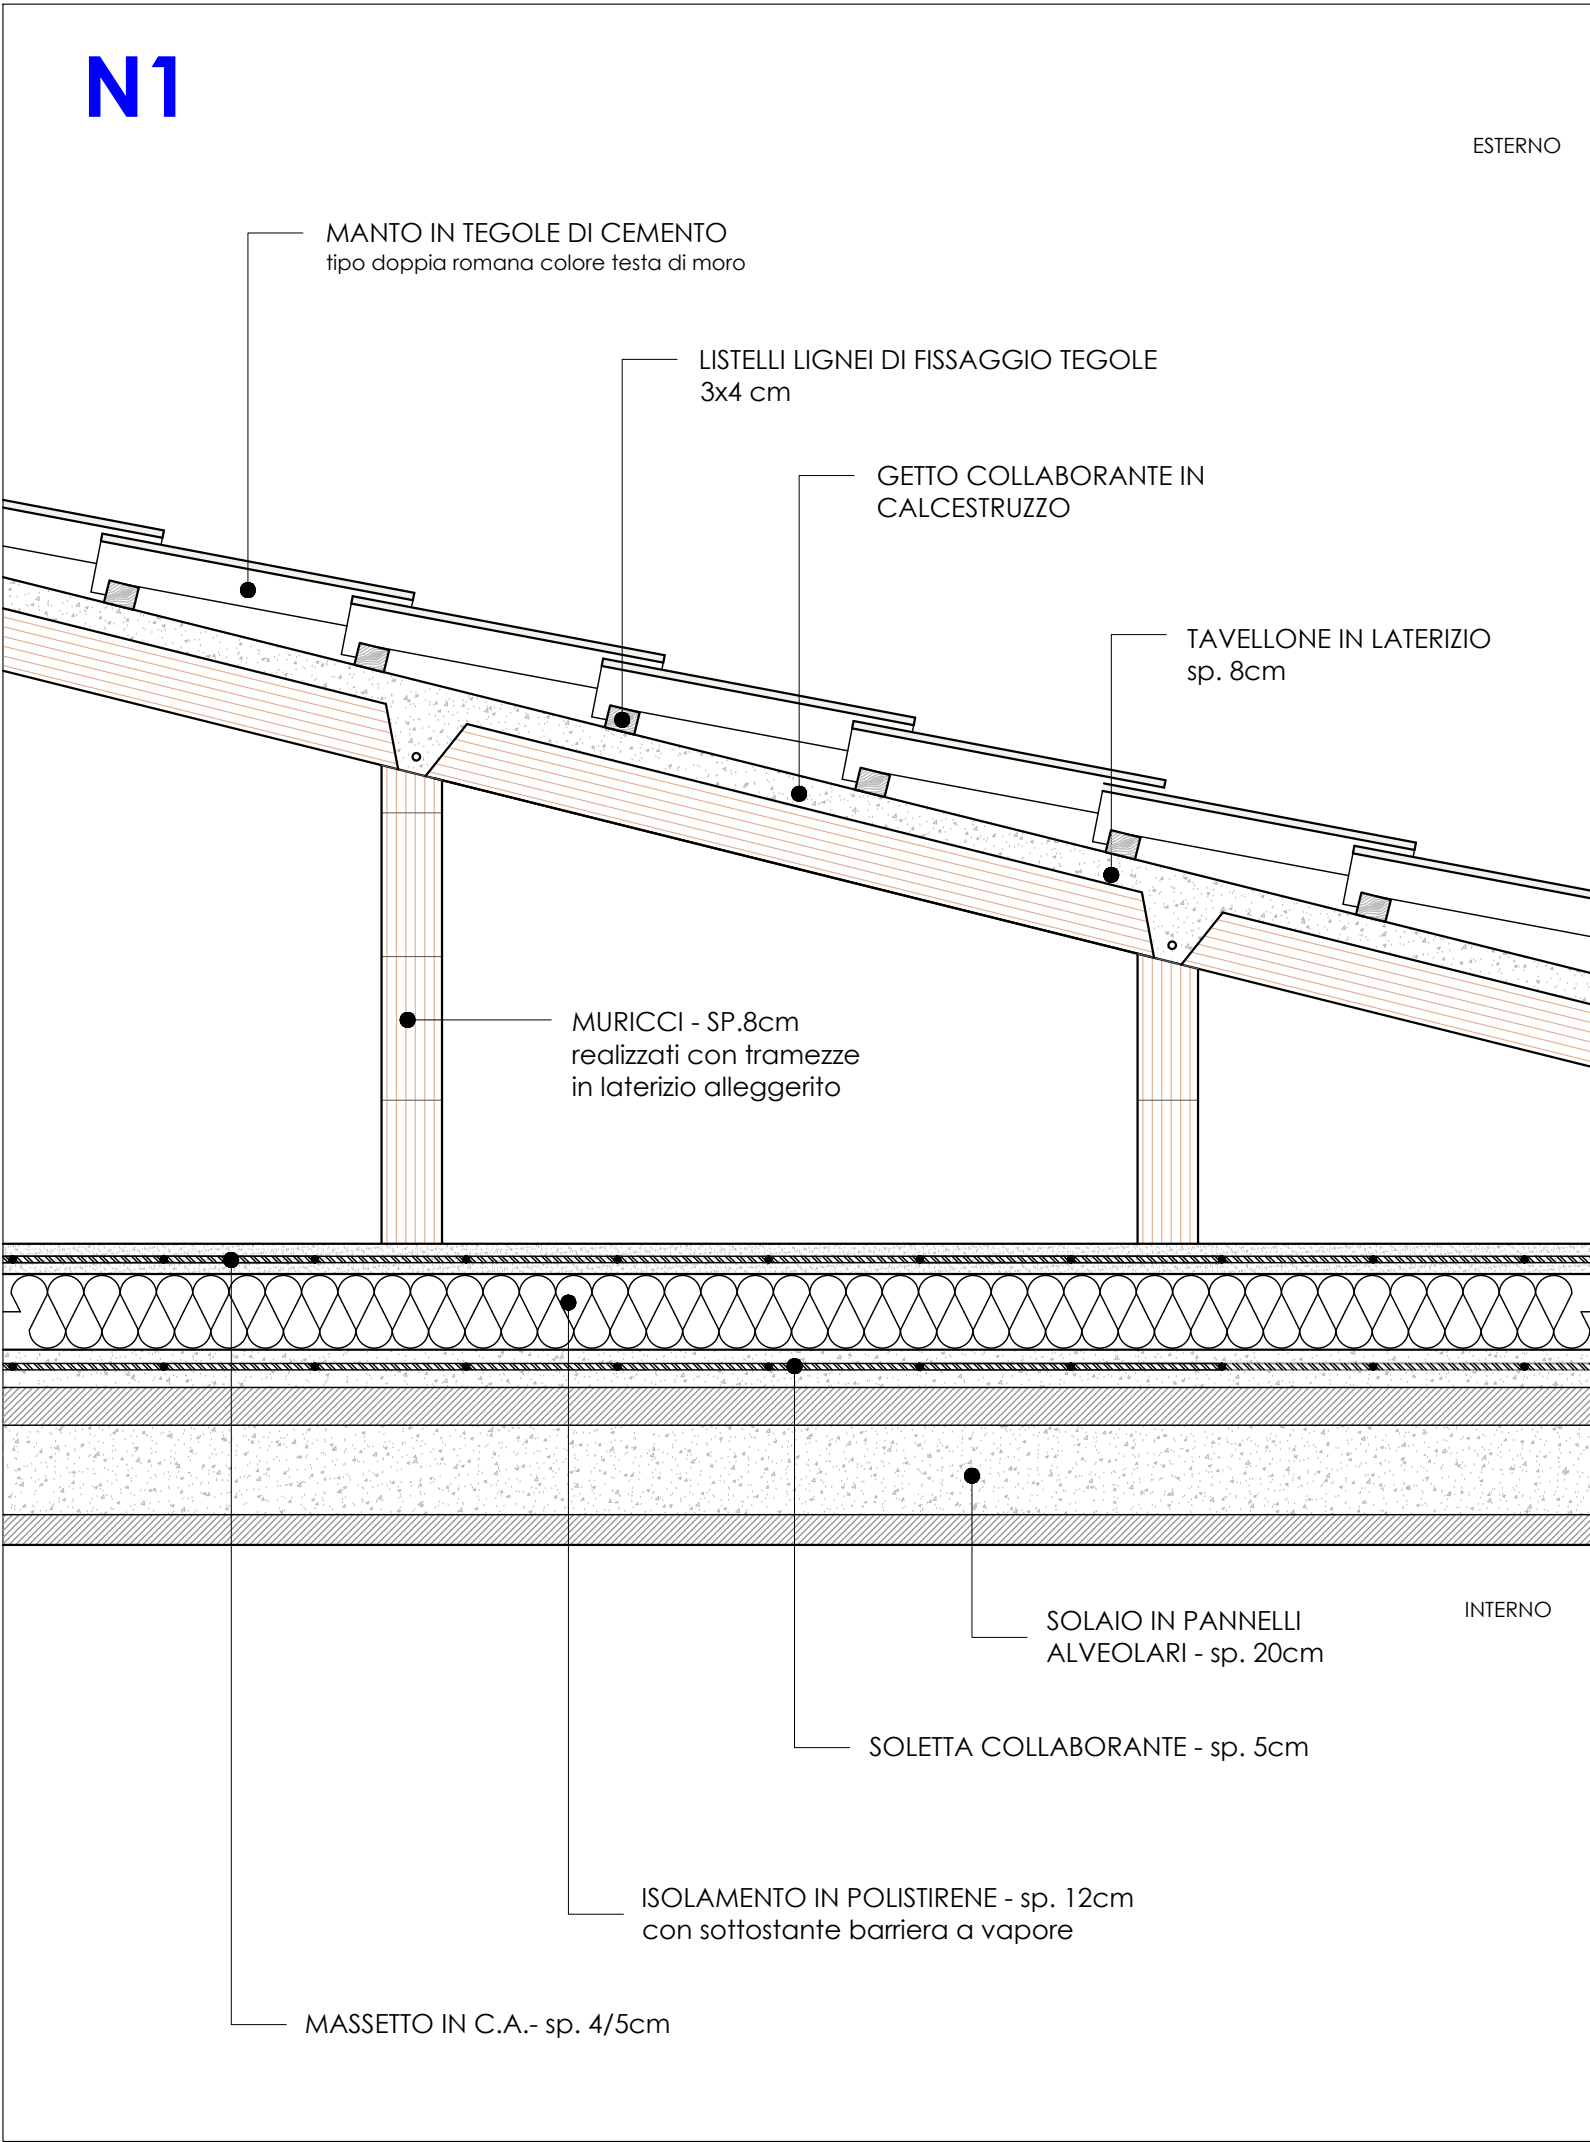 N1
ESTERNO
MANTO IN TEGOLE DI CEMENTO
tipo doppia romana colore testa di moro
LISTELLI LIGNEI DI FISSAGGIO TEGOLE
3x4 cm
GETTO COLLABORANTE IN
CALCESTRUZZO
TAVELLONE IN LATERIZIO
sp. 8cm
MURICCI - SP.8cm
realizzati con tramezze
in laterizio alleggerito
SOLAIO IN PANNELLI
ALVEOLARI - sp. 20cm
INTERNO
SOLETTA COLLABORANTE - sp. 5cm
ISOLAMENTO IN POLISTIRENE - sp. 12cm
con sottostante barriera a vapore
MASSETTO IN C.A.- sp. 4/5cm